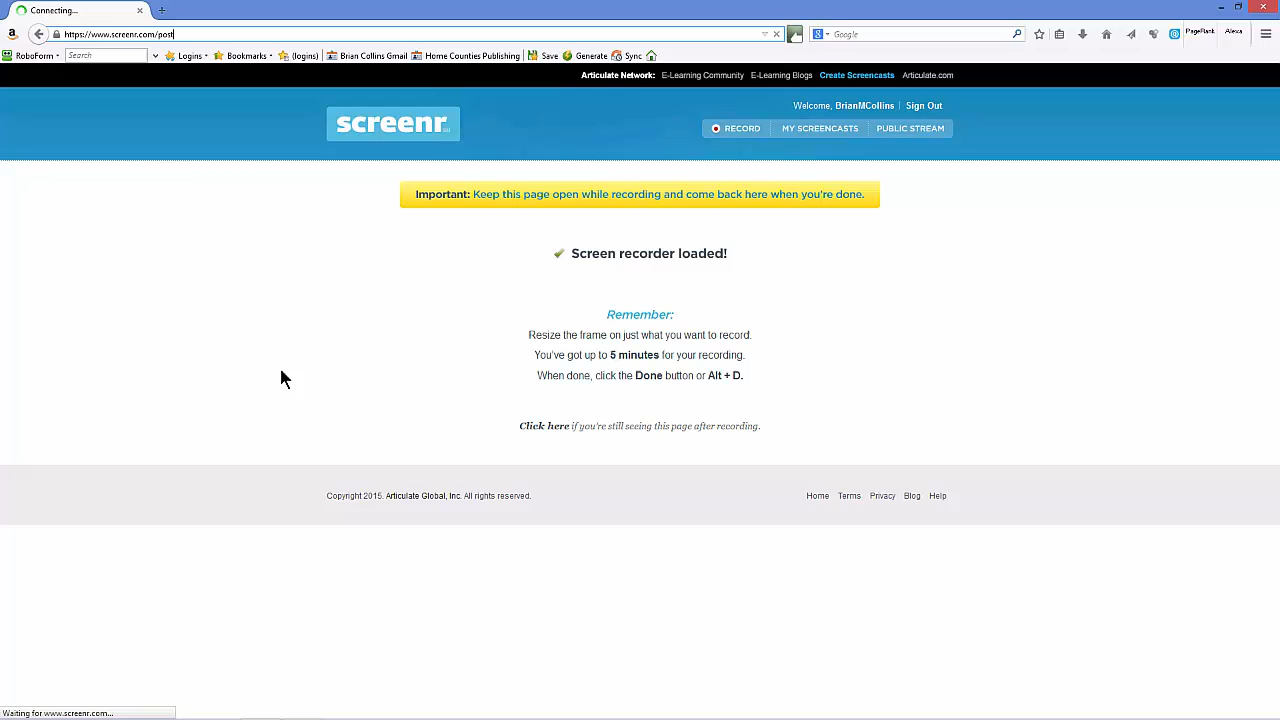 Connecting...
https://www.screenr.com/post
Google
PageRank
Alexa
RoboForm
Search
Logins
Bookmarks
(logins)
Brian Collins Gmail
Home Counties Publishing
Save
Generate
Sync
Articulate Network: E-Learning Community E-Learning Blogs Create Screencasts Articulate.com
Welcome, BrianMCollins | Sign Out
screenr
RECORD MY SCREENCASTS PUBLIC STREAM
Important: Keep this page open while recording and come back here when you're done.
Screen recorder loaded!
Remember:
Resize the frame on just what you want to record.
You've got up to 5 minutes for your recording.
When done, click the Done button or Alt + D.
Click here if you're still seeing this page after recording.
Copyright 2015. Articulate Global, Inc. All rights reserved.
Home Terms Privacy Blog Help
Waiting for www.screenr.com...